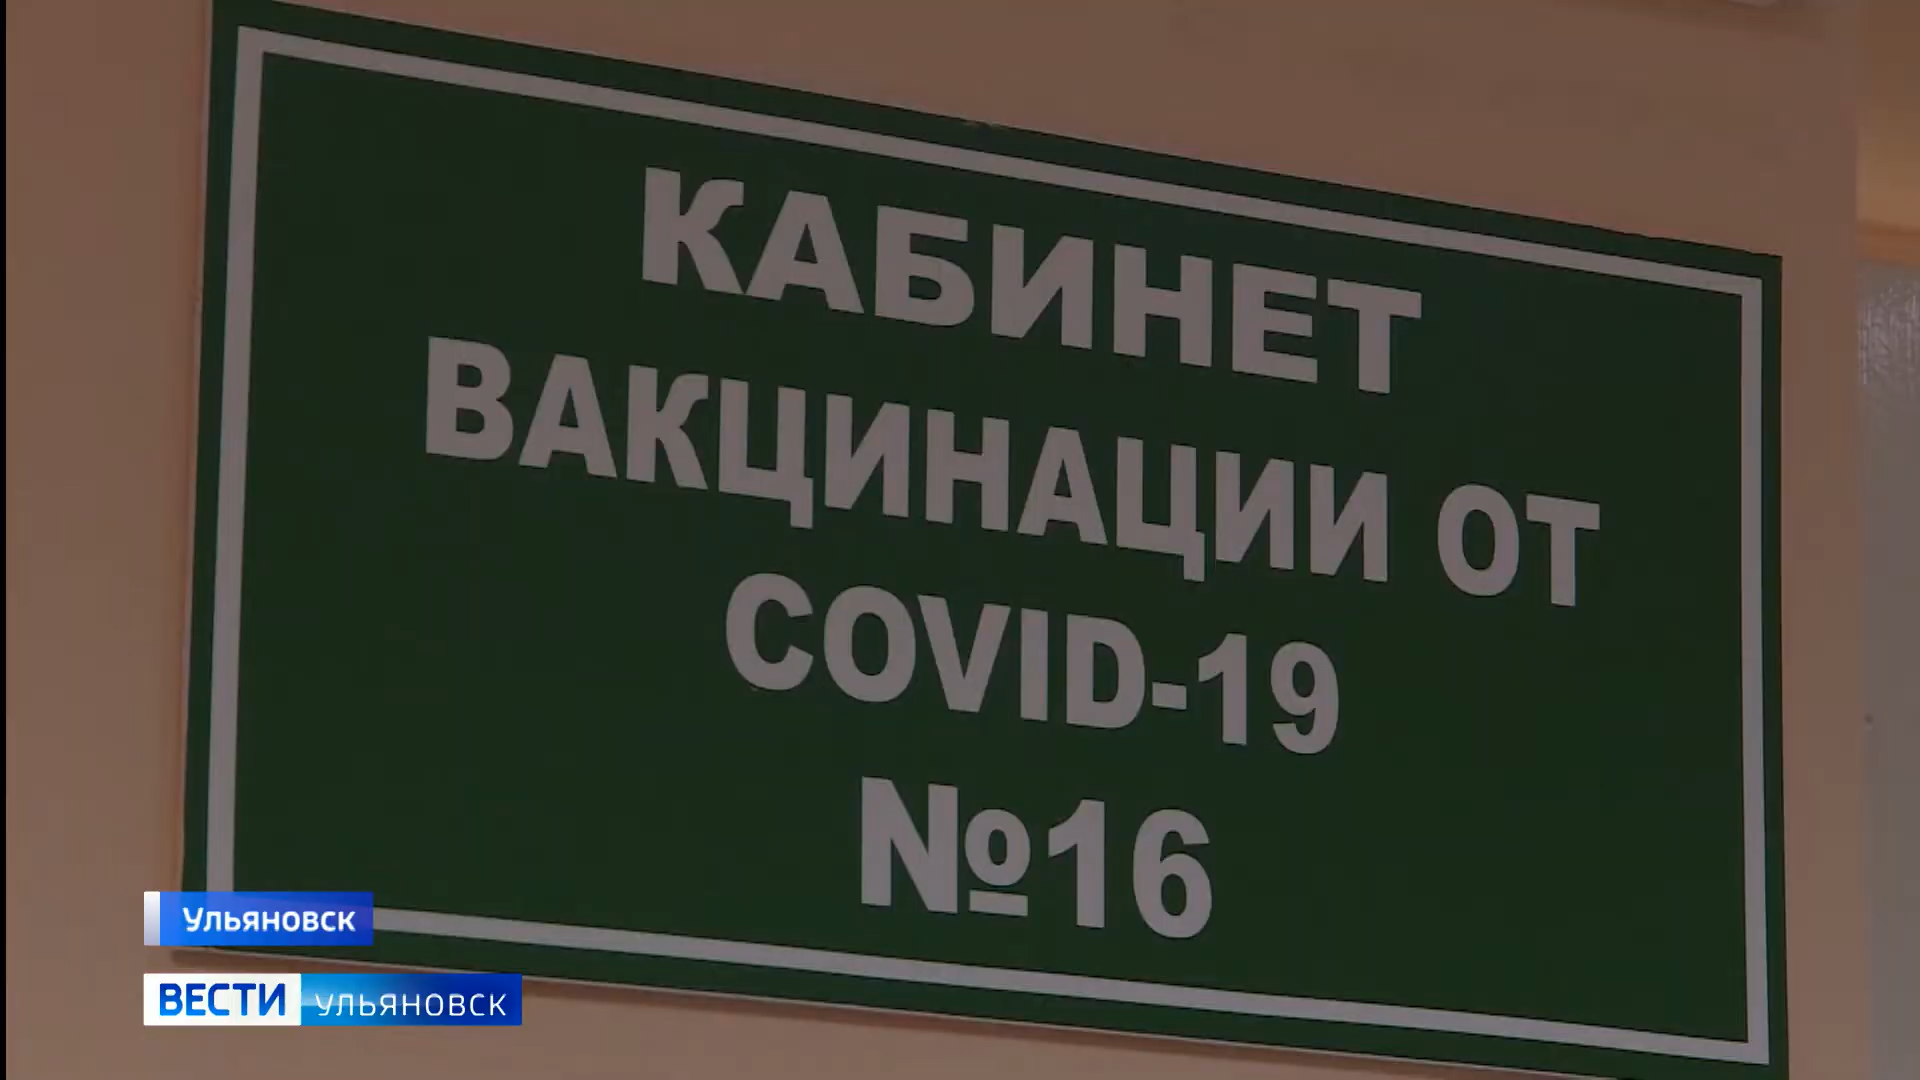 КАБИНЕТ
ВАКЦИНАЦИИ ОТ
COVID-19
№16
Ульяновск
ВЕСТИ УЛЬЯНОВСК